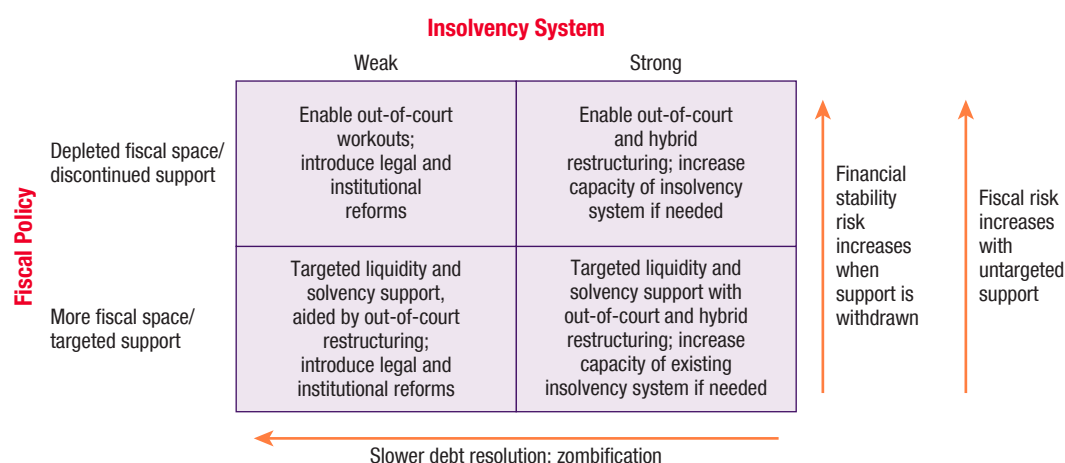 Insolvency System
Weak
Strong
Fiscal Policy
Depleted fiscal space/
discontinued support
Enable out-of-court
workouts;
introduce legal and
institutional
reforms
Enable out-of-court
and hybrid
restructuring; increase
capacity of insolvency
system if needed
More fiscal space/
targeted support
Targeted liquidity and
solvency support,
aided by out-of-court
restructuring;
introduce legal and
institutional reforms
Targeted liquidity and
solvency support with
out-of-court and hybrid
restructuring; increase
capacity of existing
insolvency system if needed
Financial
stability
risk
increases
when
support is
withdrawn
Fiscal risk
increases
with
untargeted
support
Slower debt resolution: zombification